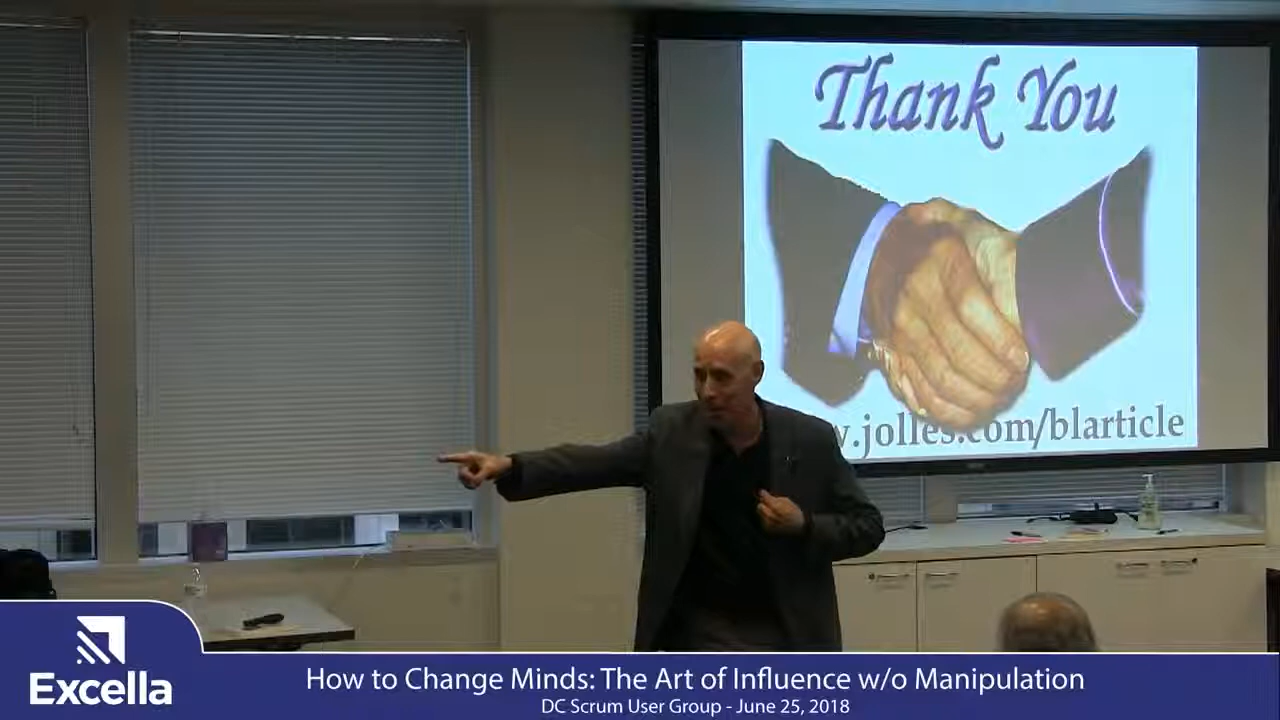 Thank You
.jolles.com/blarticle
Excella
How to Change Minds: The Art of Influence w/o Manipulation
DC Scrum User Group - June 25, 2018